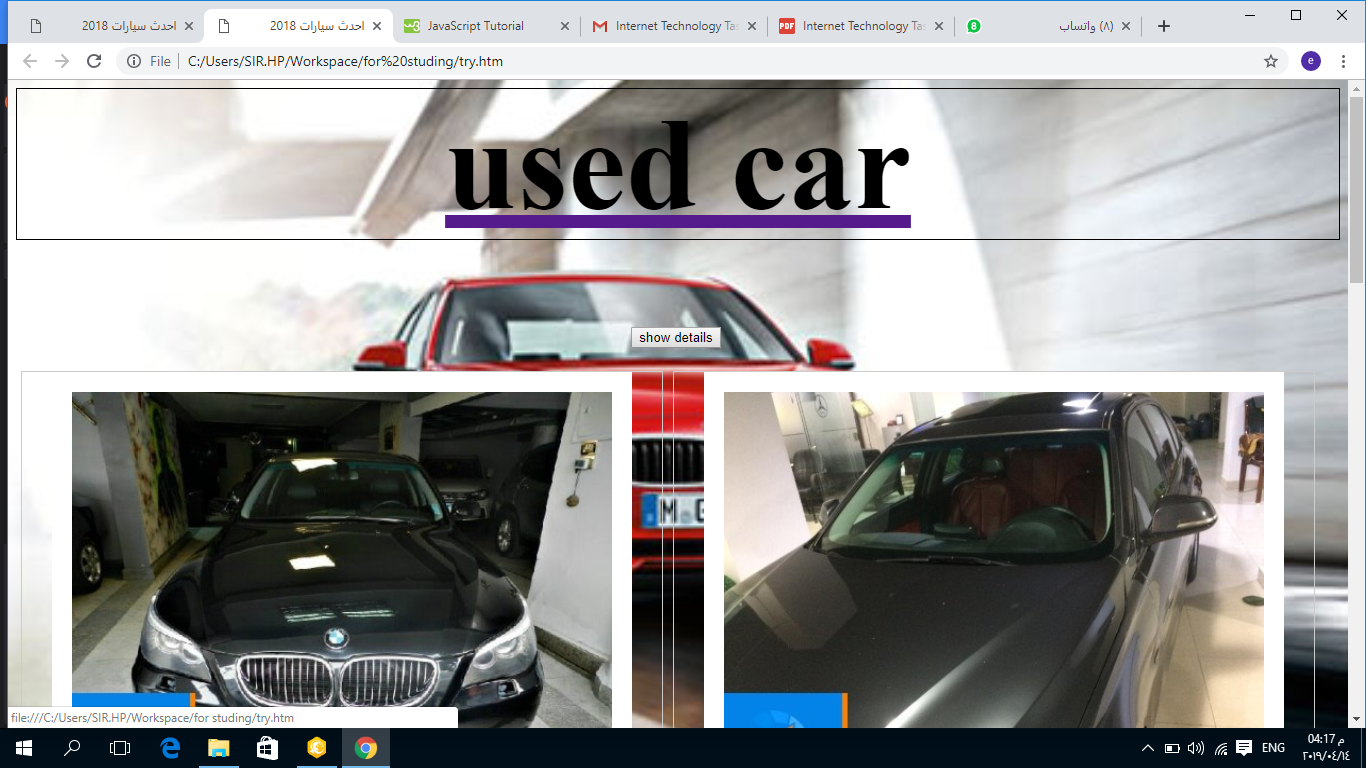 احدث سيارات 2018
احدث سيارات 2018
JavaScript Tutorial
Internet Technology Tas
Internet Technology Tas
(٨) واتساب
File
C:/Users/SIR.HP/Workspace/for%20studing/try.htm
e
used car
show details
file:///C:/Users/SIR.HP/Workspace/for studing/try.htm
ENG
04:17 م
٢٠١٩/٠٤/١٤